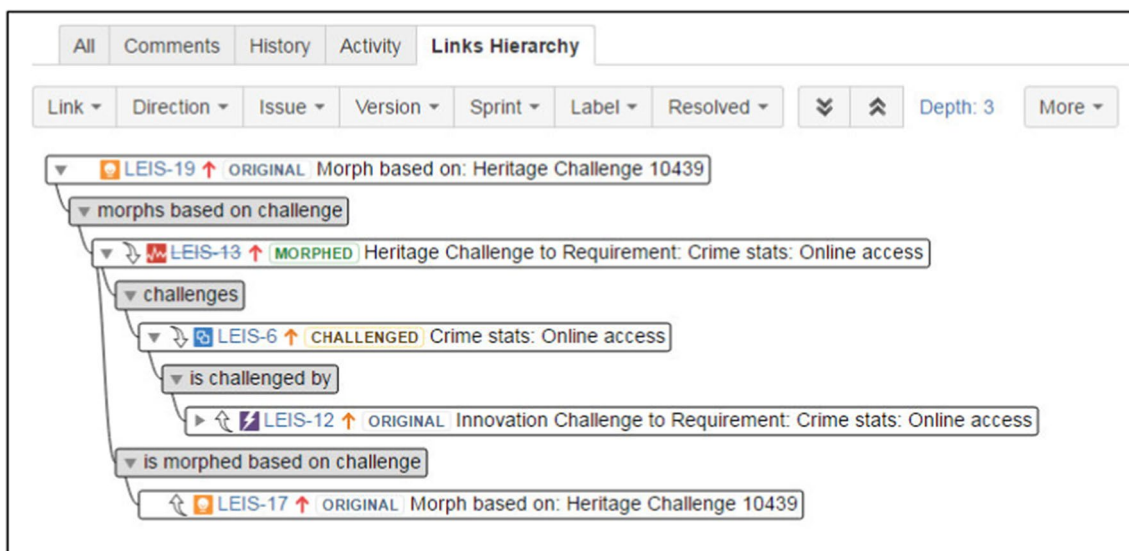 All Comments History Activity Links Hierarchy
Link Direction Issue Version Sprint Label Resolved Depth: 3 More
LEIS-19 ORIGINAL Morph based on: Heritage Challenge 10439
morphs based on challenge
LEIS-13 MORPHED Heritage Challenge to Requirement: Crime stats: Online access
challenges
LEIS-6 CHALLENGED Crime stats: Online access
is challenged by
LEIS-12 ORIGINAL Innovation Challenge to Requirement: Crime stats: Online access
is morphed based on challenge
LEIS-17 ORIGINAL Morph based on: Heritage Challenge 10439